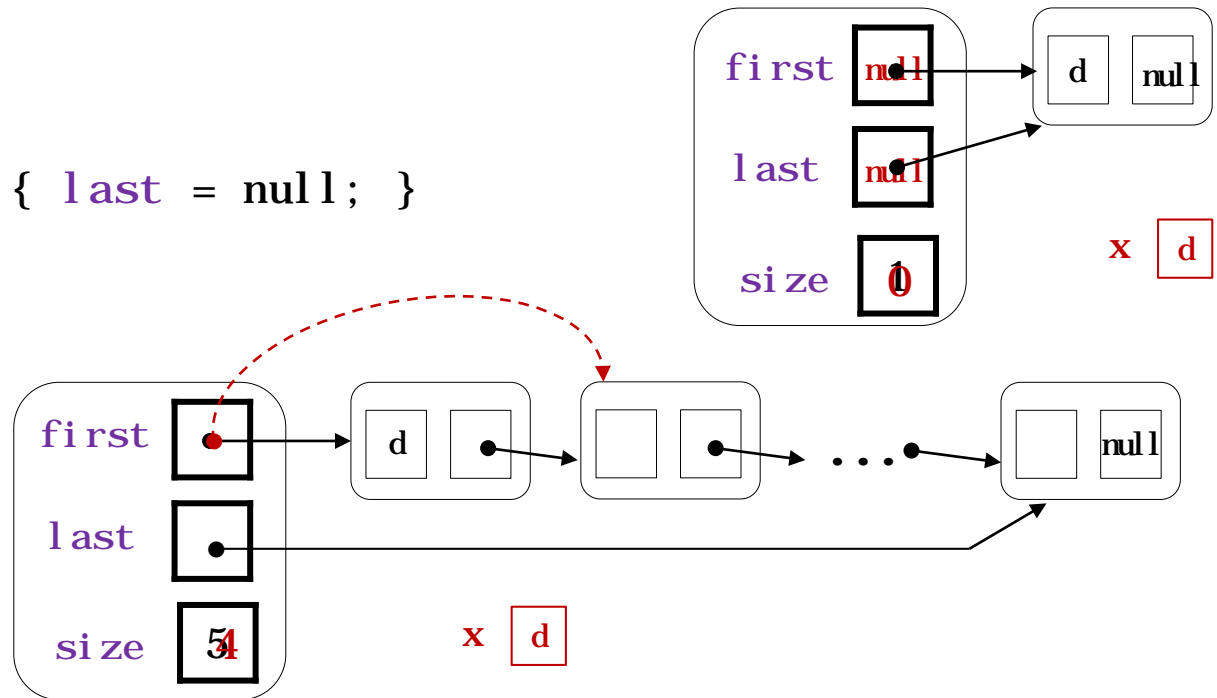 first null d null
last null
{ last = null; }
x d
size 1 0
first d ... null
last
size 5 4 x d